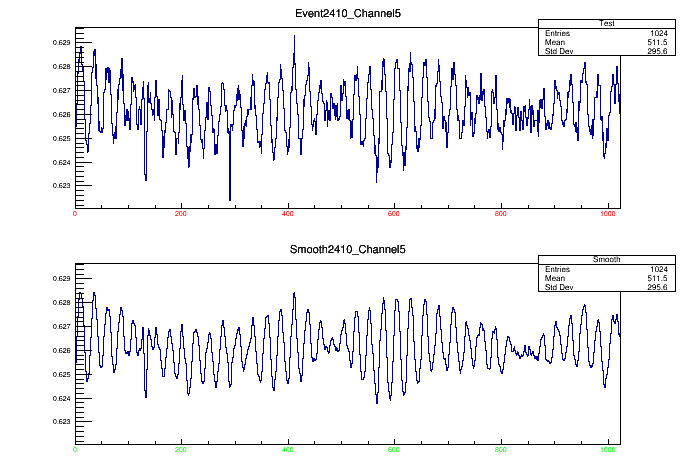 Event2410_Channel5
Test
Entries 1024
Mean 511.5
Std Dev 295.6
0.629
0.628
0.627
0.626
0.625
0.624
0.623
0 200 400 600 800 1000
Smooth2410_Channel5
Smooth
Entries 1024
Mean 511.5
Std Dev 295.6
0.629
0.628
0.627
0.626
0.625
0.624
0.623
0 200 400 600 800 1000